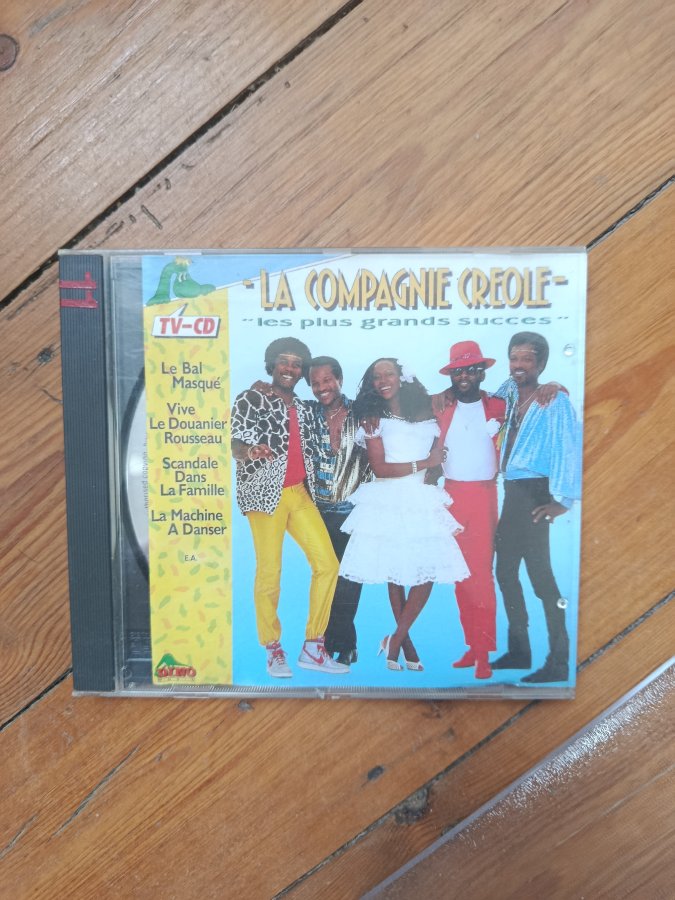 - LA COMPAGNIE CREOLE -
"les plus grands succes"
TV-CD
Le Bal
Masqué
Vive
Le Douanier
Rousseau
Scandale
Dans
La Famille
La Machine
A Danser
E.A.
DINO